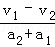 v₁ − v₂
a₂+a₁